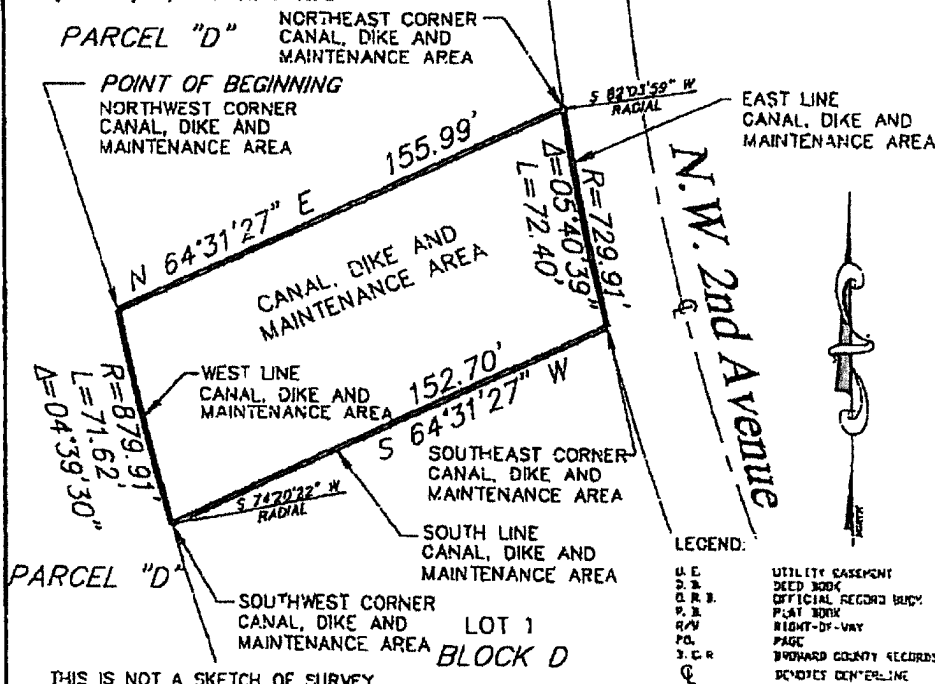 PARCEL "D"
NORTHEAST CORNER
CANAL, DIKE AND
MAINTENANCE AREA
POINT OF BEGINNING
NORTHWEST CORNER
CANAL, DIKE AND
MAINTENANCE AREA
S 82°03'59" W
RADIAL
EAST LINE
CANAL, DIKE AND
MAINTENANCE AREA
N 64°31'27" E
155.99'
R=729.91'
Δ=05°40'39"
L=72.40'
N.W. 2nd Avenue
CANAL, DIKE AND
MAINTENANCE AREA
WEST LINE
CANAL, DIKE AND
MAINTENANCE AREA
R=879.91'
L=71.62'
Δ=04°39'30"
152.70'
S 64°31'27" W
SOUTHEAST CORNER
CANAL, DIKE AND
MAINTENANCE AREA
S 74°20'22" W
RADIAL
SOUTH LINE
CANAL, DIKE AND
MAINTENANCE AREA
PARCEL "D"
SOUTHWEST CORNER
CANAL, DIKE AND
MAINTENANCE AREA
LOT 1
BLOCK D
NORTH
LEGEND:
U.E. UTILITY EASEMENT
D.B. DEED BOOK
O.R.B. OFFICIAL RECORD BOOK
P.B. PLAT BOOK
R/W RIGHT-OF-WAY
PG. PAGE
B.C.R. BROWARD COUNTY RECORDS
℄ DENOTES CENTERLINE
THIS IS NOT A SKETCH OF SURVEY